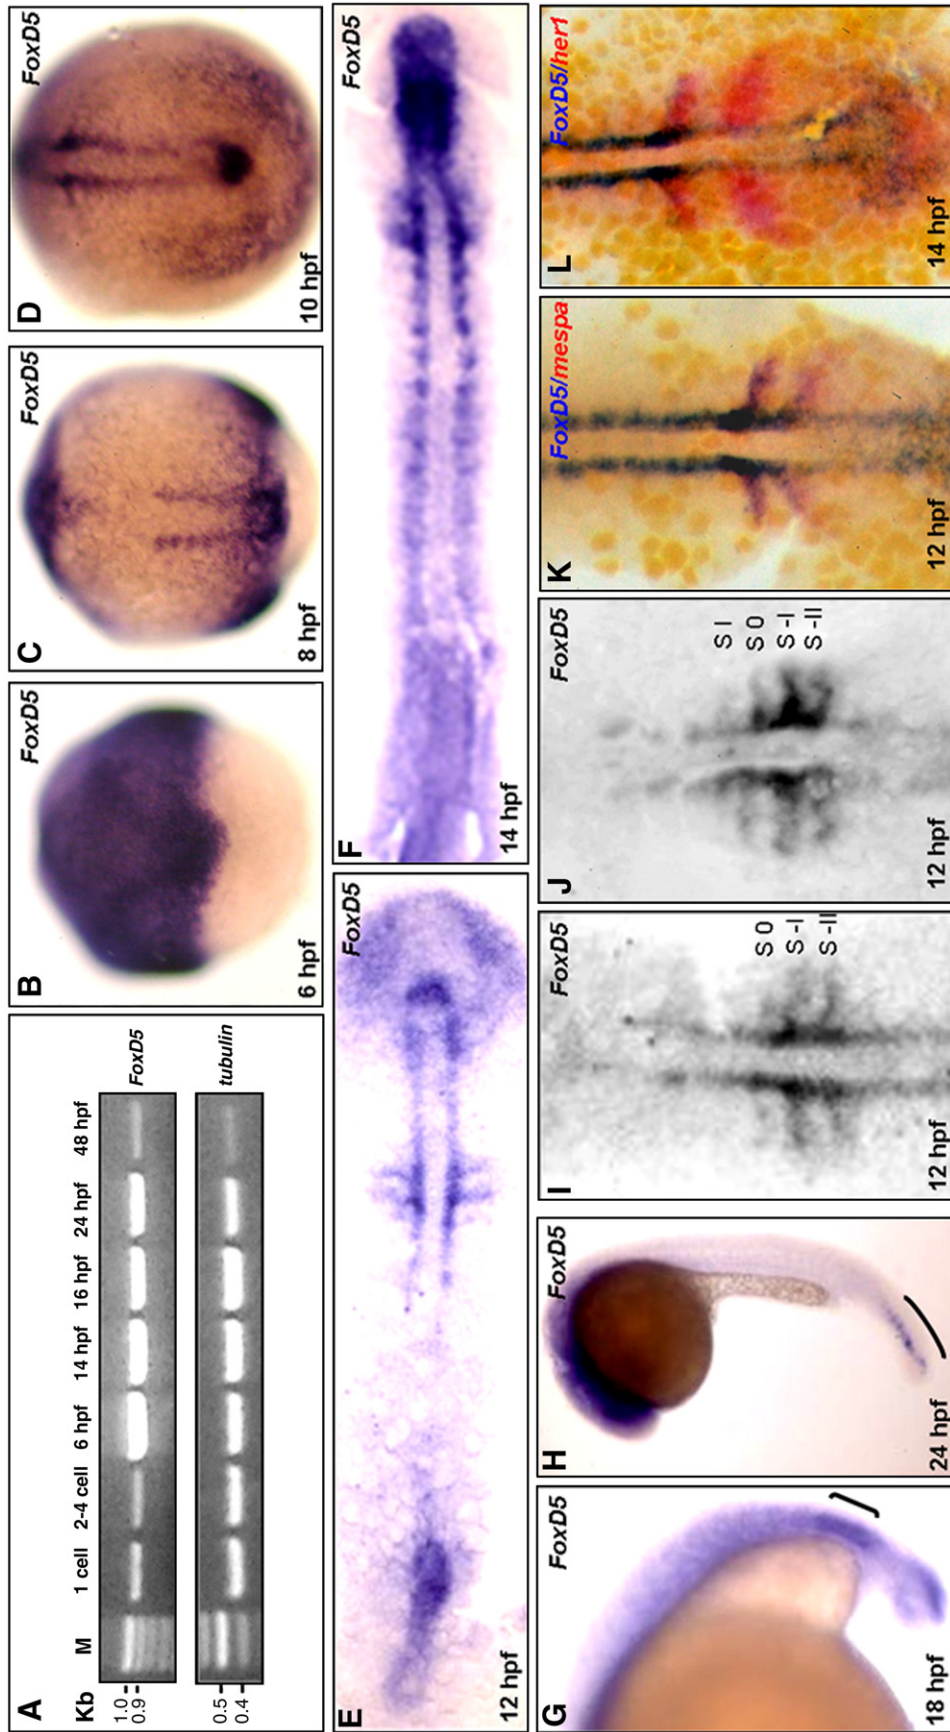 A
Kb M 1 cell 2-4 cell 6 hpf 14 hpf 16 hpf 24 hpf 48 hpf
1.0
0.9
FoxD5
0.5
0.4
tubulin
B
FoxD5
6 hpf
C
FoxD5
8 hpf
D
FoxD5
10 hpf
E
FoxD5
12 hpf
F
FoxD5
14 hpf
G
FoxD5
18 hpf
H
FoxD5
24 hpf
I
FoxD5
S 0
S -I
S -II
12 hpf
J
FoxD5
S I
S 0
S -I
S -II
12 hpf
K
FoxD5/mespa
12 hpf
L
FoxD5/her1
14 hpf